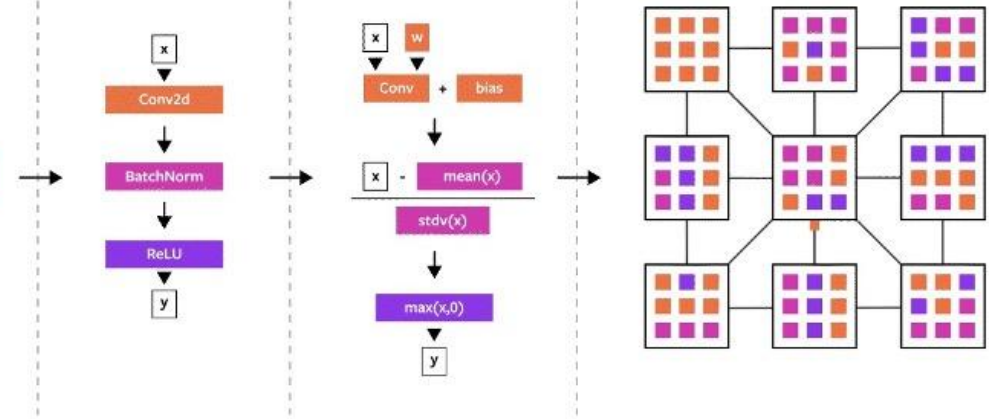 x
Conv2d
BatchNorm
ReLU
y
x w
Conv + bias
x - mean(x)
stdv(x)
max(x,0)
y